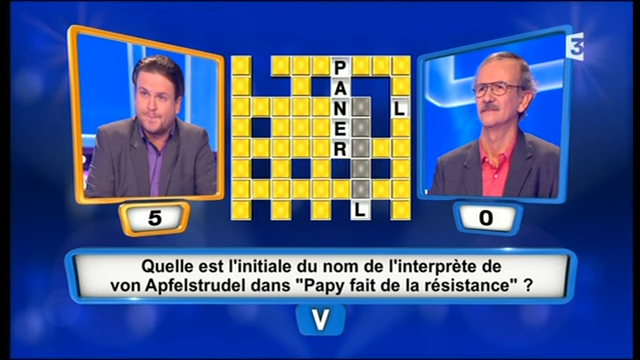 3
P
A
N
E
R
L
L
5
0
Quelle est l'initiale du nom de l'interprète de
von Apfelstrudel dans "Papy fait de la résistance" ?
V